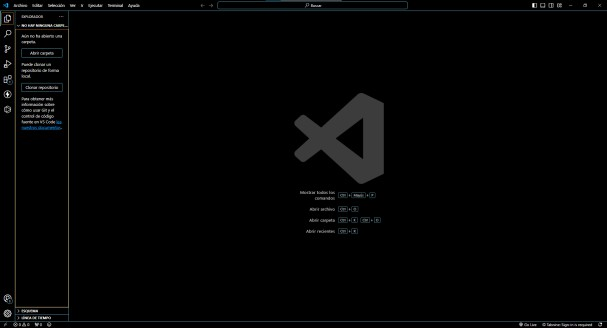 Archivo Editar Selección Ver Ir Ejecutar Terminal Ayuda
Buscar
EXPLORADOR
NO HAY NINGUNA CARPE...
Aún no ha abierto una
carpeta.
Abrir carpeta
Puede clonar un
repositorio de forma
local.
Clonar repositorio
Para obtener más
información sobre
cómo usar Git y el
control de código
fuente en VS Code lea
nuestros documentos.
Mostrar todos los
comandos Ctrl + Mayús + P
Abrir archivo Ctrl + O
Abrir carpeta Ctrl + K Ctrl + O
Abrir recientes Ctrl + R
ESQUEMA
LÍNEA DE TIEMPO
0 0 0
Go Live Tabnine: Sign-in is required